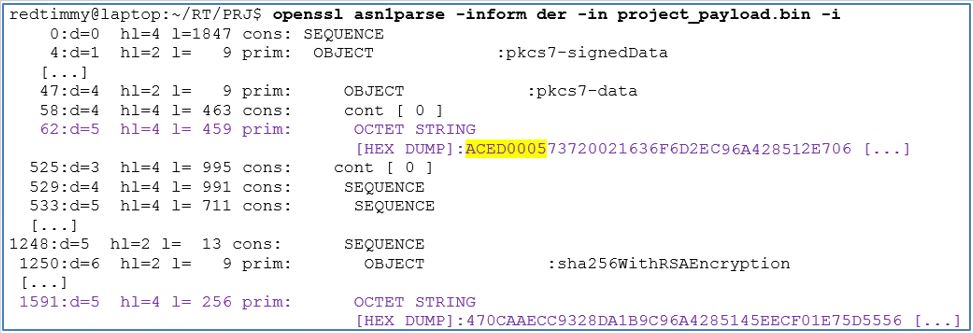 redtimmy@laptop:~/RT/PRJ$ openssl asn1parse -inform der -in project_payload.bin -i
0:d=0 hl=4 l=1847 cons: SEQUENCE
4:d=1 hl=2 l= 9 prim: OBJECT :pkcs7-signedData
[...]
47:d=4 hl=2 l= 9 prim: OBJECT :pkcs7-data
58:d=4 hl=4 l= 463 cons: cont [ 0 ]
62:d=5 hl=4 l= 459 prim: OCTET STRING
[HEX DUMP]:ACED000573720021636F6D2EC96A428512E706 [...]
525:d=3 hl=4 l= 995 cons: cont [ 0 ]
529:d=4 hl=4 l= 991 cons: SEQUENCE
533:d=5 hl=4 l= 711 cons: SEQUENCE
[...]
1248:d=5 hl=2 l= 13 cons: SEQUENCE
1250:d=6 hl=2 l= 9 prim: OBJECT :sha256WithRSAEncryption
[...]
1591:d=5 hl=4 l= 256 prim: OCTET STRING
[HEX DUMP]:470CAAECC9328DA1B9C96A4285145EECF01E75D5556 [...]